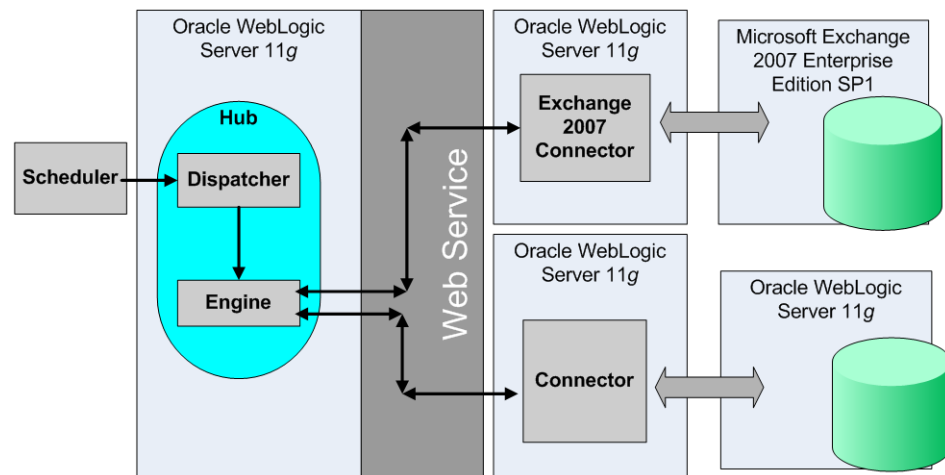 Oracle WebLogic
Server 11g
Hub
Scheduler
Dispatcher
Engine
Web Service
Oracle WebLogic
Server 11g
Exchange
2007
Connector
Microsoft Exchange
2007 Enterprise
Edition SP1
Oracle WebLogic
Server 11g
Connector
Oracle WebLogic
Server 11g